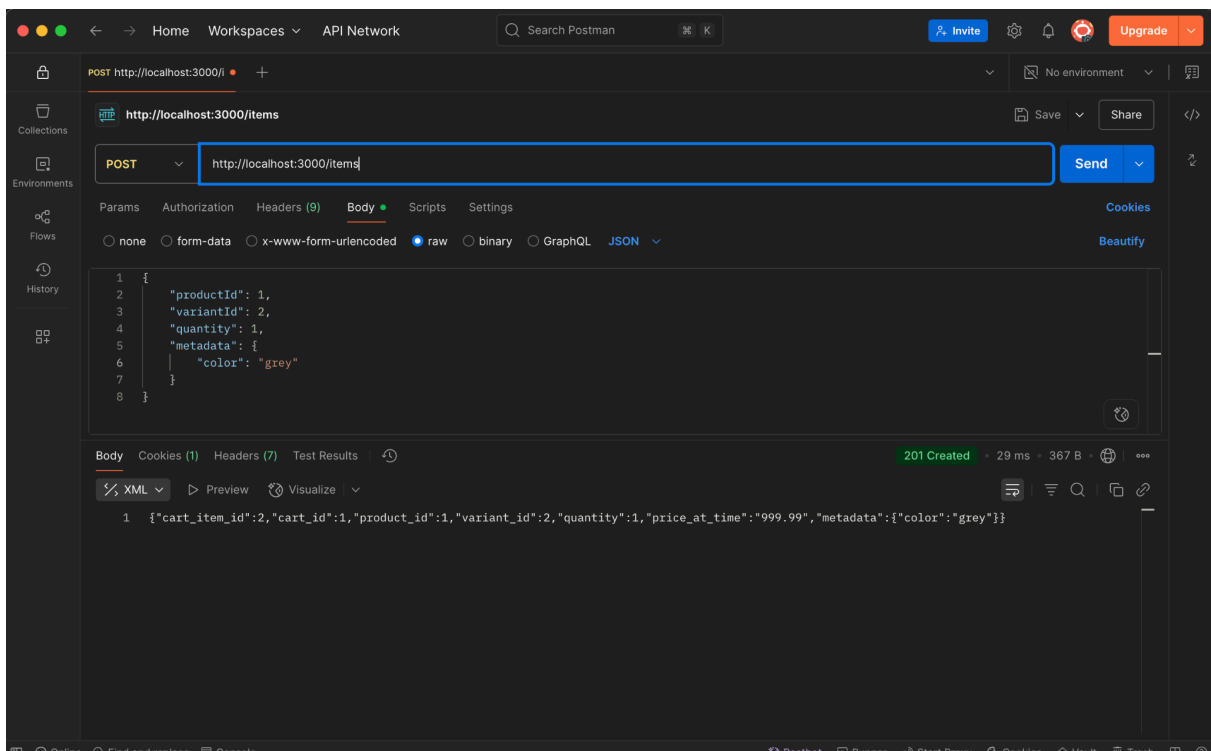 Home Workspaces API Network Search Postman ⌘ K Invite Upgrade
POST http://localhost:3000/i No environment
Collections
HTTP http://localhost:3000/items Save Share
Environments
POST http://localhost:3000/items Send
Params Authorization Headers (9) Body Scripts Settings Cookies
Flows
none form-data x-www-form-urlencoded raw binary GraphQL JSON Beautify
History
1 {
2 "productId": 1,
3 "variantId": 2,
4 "quantity": 1,
5 "metadata": {
6 "color": "grey"
7 }
8 }
Body Cookies (1) Headers (7) Test Results 201 Created 29 ms 367 B
XML Preview Visualize
1 {"cart_item_id":2,"cart_id":1,"product_id":1,"variant_id":2,"quantity":1,"price_at_time":"999.99","metadata":{"color":"grey"}}